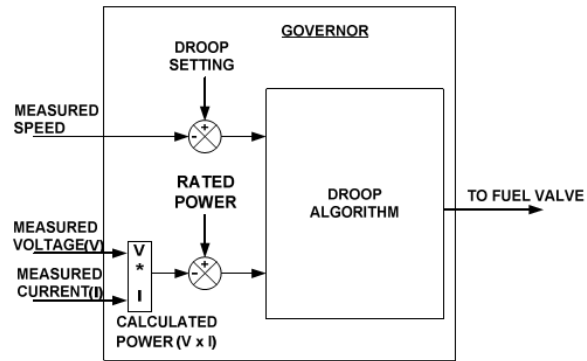 GOVERNOR
DROOP
SETTING
MEASURED
SPEED
+
-
RATED
POWER
DROOP
ALGORITHM
TO FUEL VALVE
MEASURED
VOLTAGE(V)
MEASURED
CURRENT(I)
V
*
I
+
-
CALCULATED
POWER (V x I)